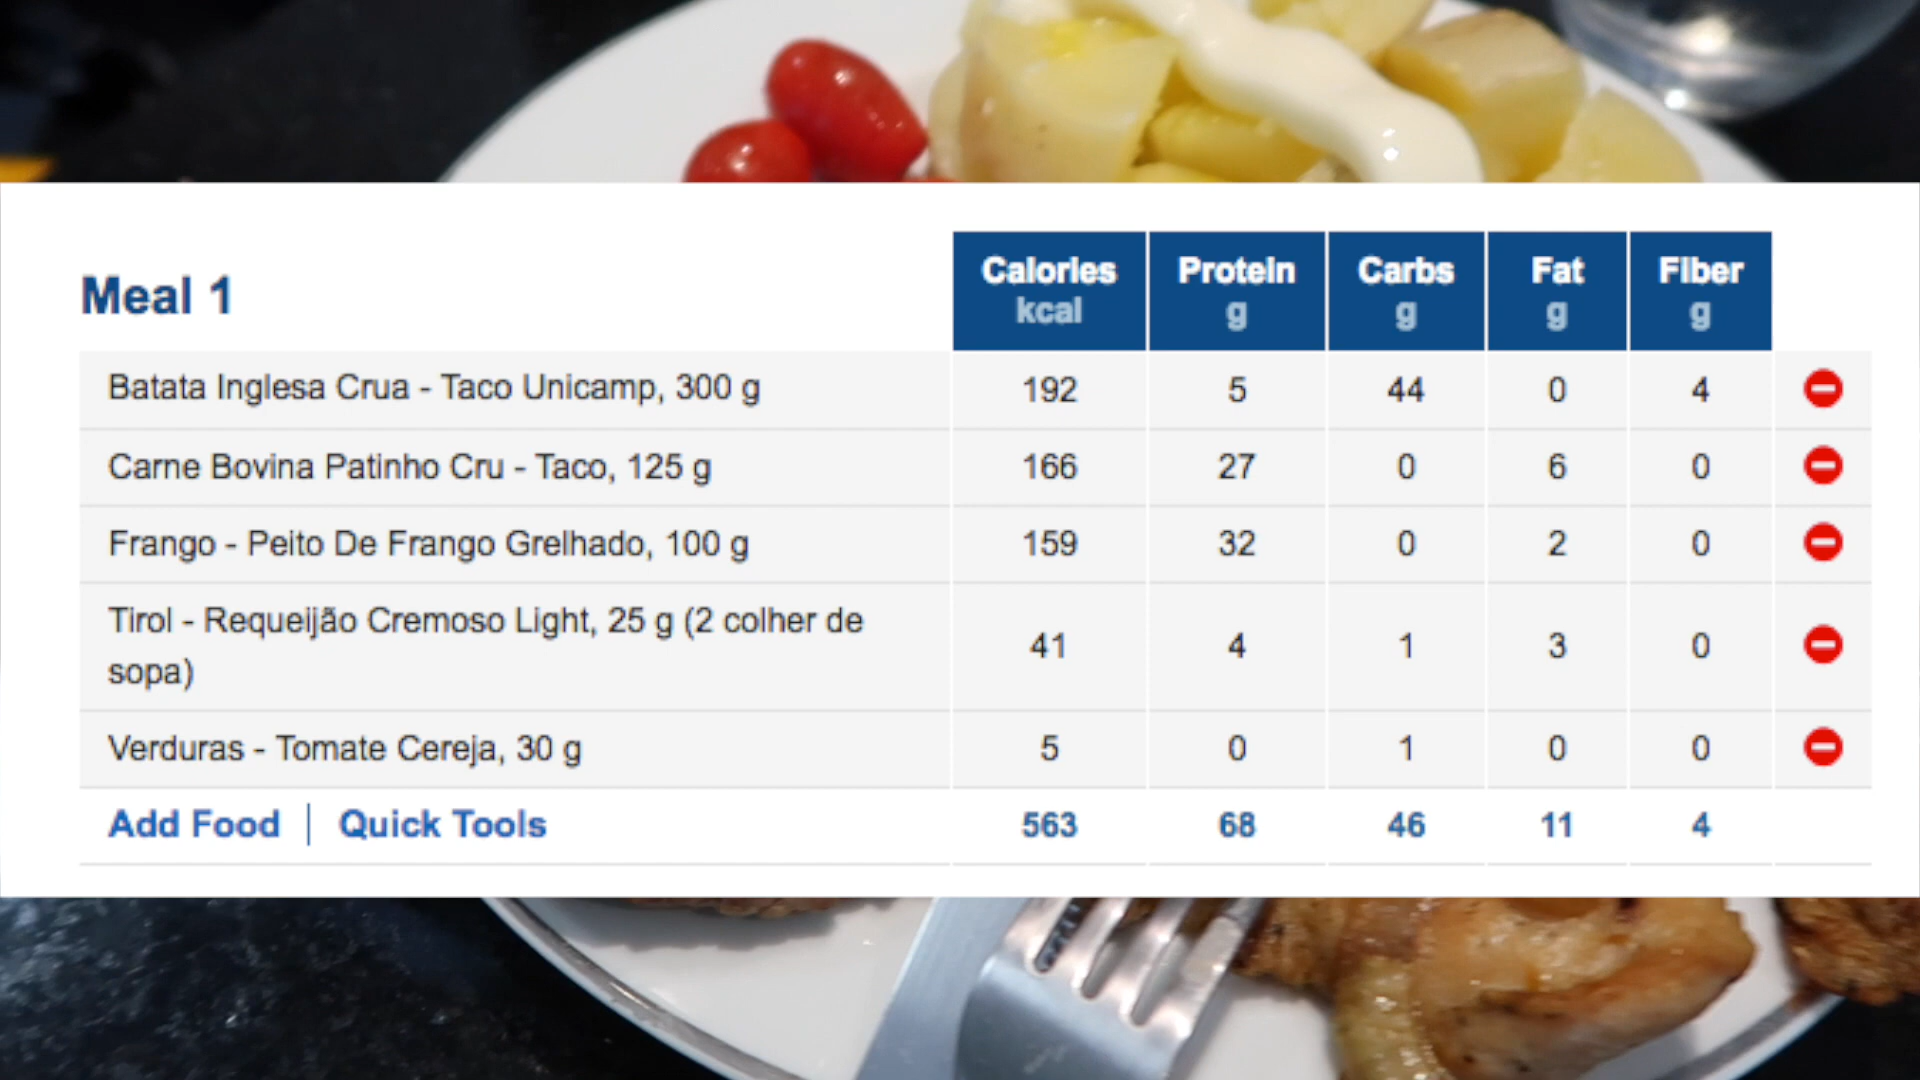 Meal 1
Calories kcal Protein g Carbs g Fat g Fiber g
Batata Inglesa Crua - Taco Unicamp, 300 g 192 5 44 0 4
Carne Bovina Patinho Cru - Taco, 125 g 166 27 0 6 0
Frango - Peito De Frango Grelhado, 100 g 159 32 0 2 0
Tirol - Requeijão Cremoso Light, 25 g (2 colher de
sopa) 41 4 1 3 0
Verduras - Tomate Cereja, 30 g 5 0 1 0 0
Add Food | Quick Tools 563 68 46 11 4